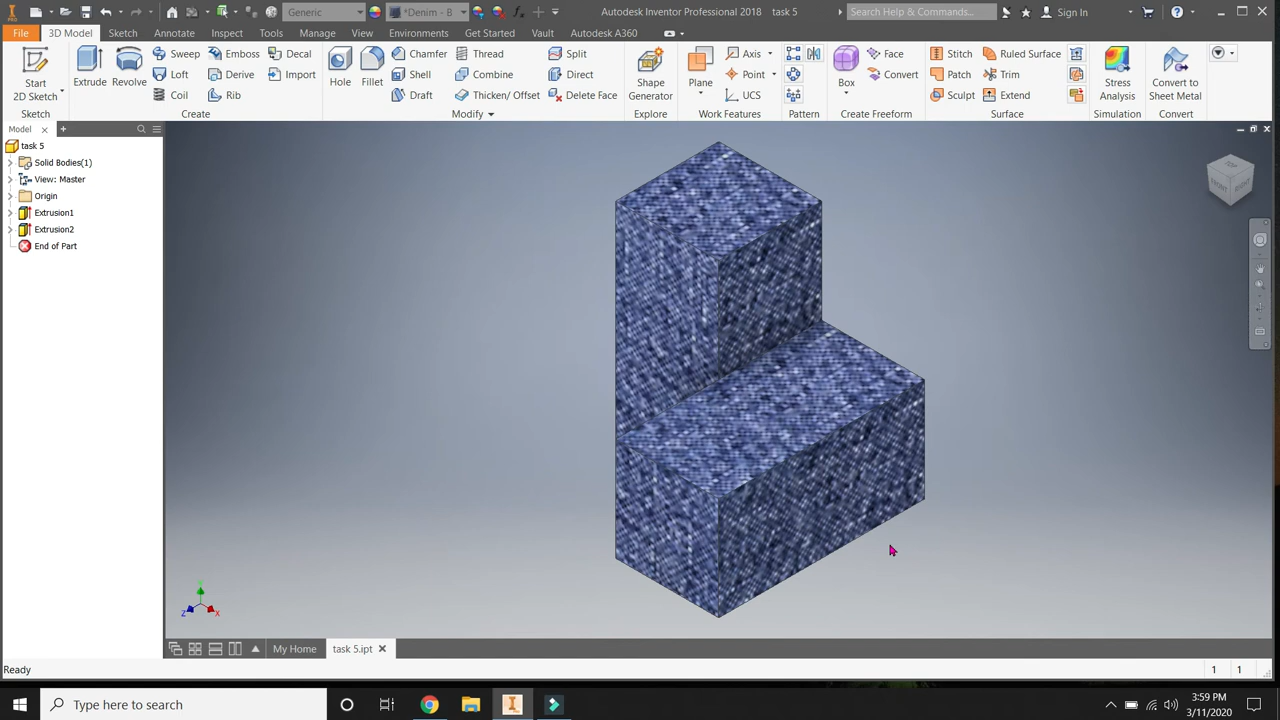 Generic
*Denim - B
Autodesk Inventor Professional 2018 task 5
Search Help & Commands...
Sign In
File 3D Model Sketch Annotate Inspect Tools Manage View Environments Get Started Vault Autodesk A360
Start 2D Sketch
Extrude
Revolve
Sweep
Emboss
Decal
Loft
Derive
Import
Coil
Rib
Hole
Fillet
Chamfer
Thread
Split
Shell
Combine
Direct
Draft
Thicken/ Offset
Delete Face
Shape Generator
Plane
Axis
Point
UCS
Box
Face
Convert
Stitch
Ruled Surface
Patch
Trim
Sculpt
Extend
Stress Analysis
Convert to Sheet Metal
Sketch Create Modify Explore Work Features Pattern Create Freeform Surface Simulation Convert
Model
task 5
Solid Bodies(1)
View: Master
Origin
Extrusion1
Extrusion2
End of Part
TOP
FRONT
RIGHT
Y
Z
X
My Home task 5.ipt
Ready
1 1
Type here to search
3:59 PM
3/11/2020